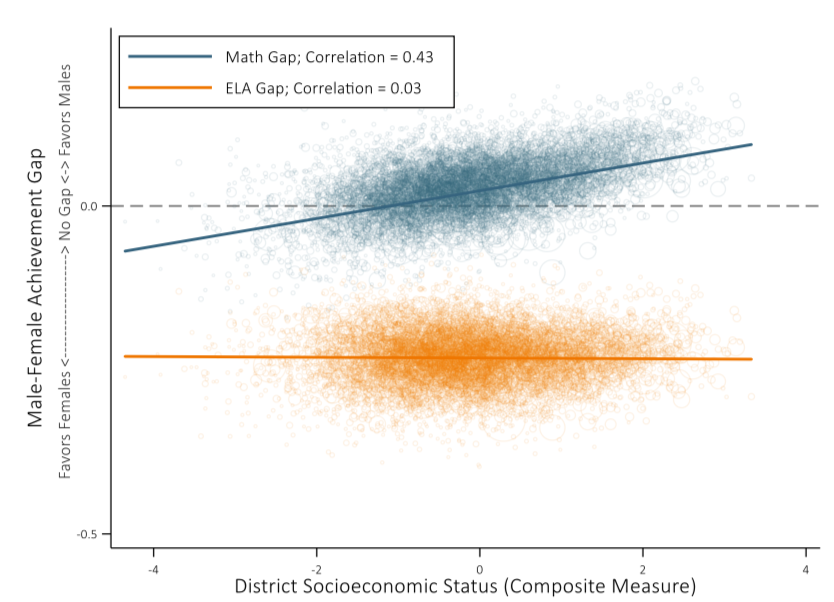 Math Gap; Correlation = 0.43
ELA Gap; Correlation = 0.03
Male-Female Achievement Gap
Favors Females <---------------------> No Gap <-> Favors Males
0.0
-0.5
-4
-2
0
2
4
District Socioeconomic Status (Composite Measure)